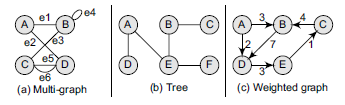 A e1 B e4
e2 e3
C e5 D
e6
(a) Multi-graph
A B C
D E F
(b) Tree
A 3 B 4 C
2 7 1
D 3 E
(c) Weighted graph